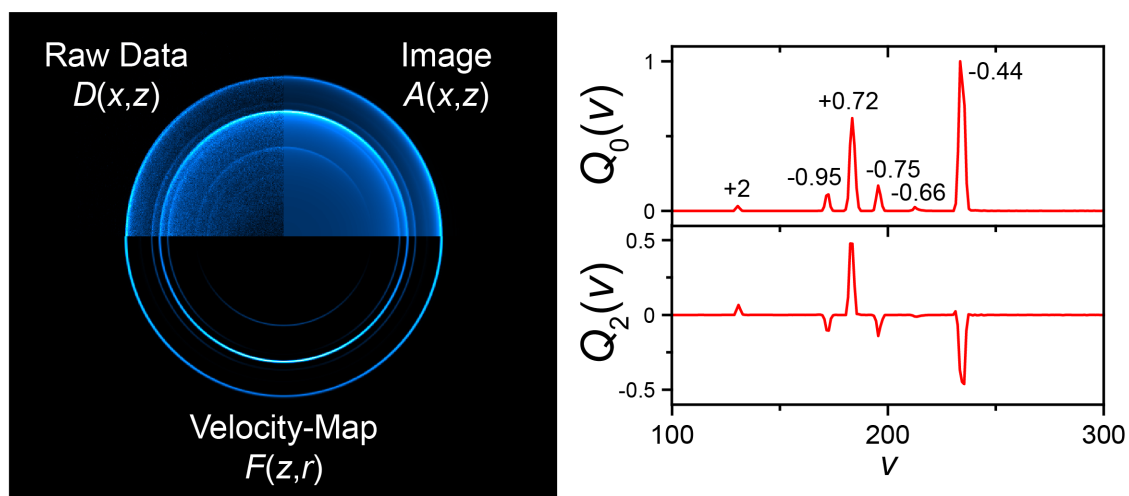 Raw Data
D(x,z)
Image
A(x,z)
Velocity-Map
F(z,r)
Q₀(v)
1
0
+2
-0.95
+0.72
-0.75
-0.66
-0.44
Q₂(v)
0.5
0
-0.5
100
200
300
v